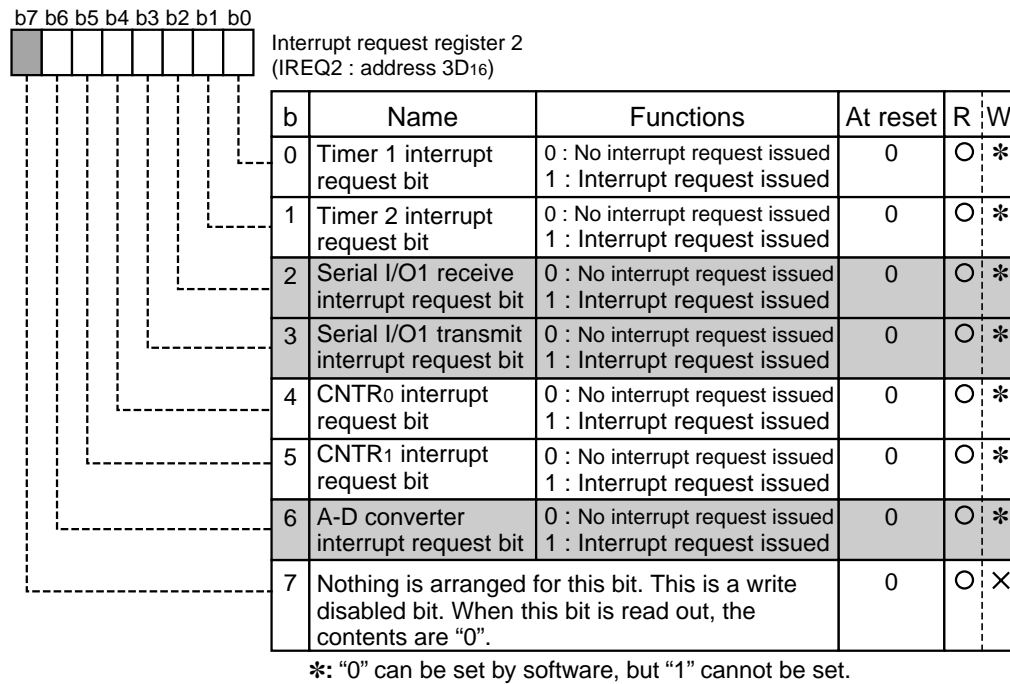 b7 b6 b5 b4 b3 b2 b1 b0
Interrupt request register 2
(IREQ2 : address 3D16)
b Name Functions At reset R W
0 Timer 1 interrupt request bit 0 : No interrupt request issued 0 ○ ✻
1 : Interrupt request issued
1 Timer 2 interrupt request bit 0 : No interrupt request issued 0 ○ ✻
1 : Interrupt request issued
2 Serial I/O1 receive interrupt request bit 0 : No interrupt request issued 0 ○ ✻
1 : Interrupt request issued
3 Serial I/O1 transmit interrupt request bit 0 : No interrupt request issued 0 ○ ✻
1 : Interrupt request issued
4 CNTR0 interrupt request bit 0 : No interrupt request issued 0 ○ ✻
1 : Interrupt request issued
5 CNTR1 interrupt request bit 0 : No interrupt request issued 0 ○ ✻
1 : Interrupt request issued
6 A-D converter interrupt request bit 0 : No interrupt request issued 0 ○ ✻
1 : Interrupt request issued
7 Nothing is arranged for this bit. This is a write 0 ○ ×
disabled bit. When this bit is read out, the
contents are “0”.
✻: “0” can be set by software, but “1” cannot be set.